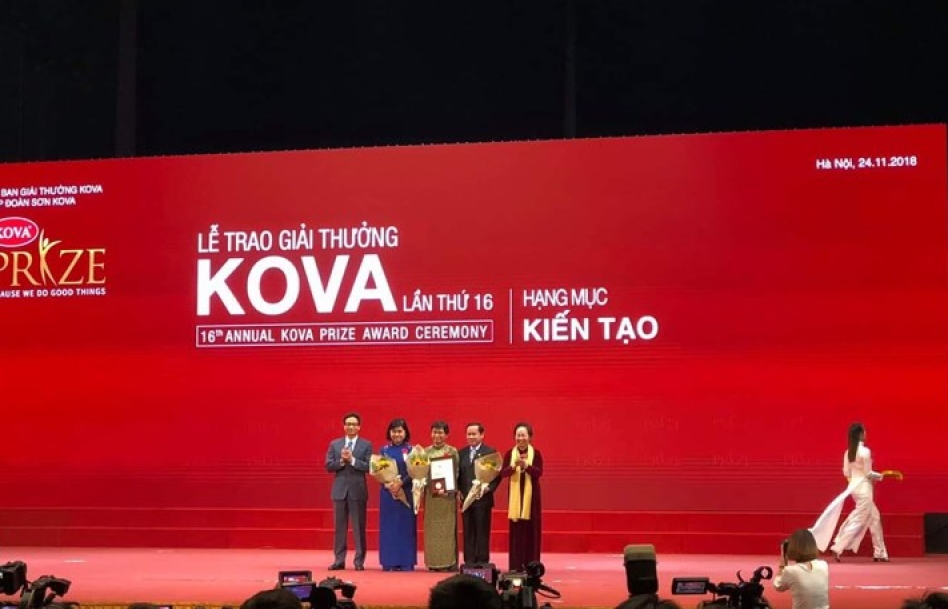 BAN GIẢI THƯỞNG KOVA
ĐOÀN SƠN KOVA
KOVA
PRIZE
AUSE WE DO GOOD THINGS
LỄ TRAO GIẢI THƯỞNG
KOVA LẦN THỨ 16
16th ANNUAL KOVA PRIZE AWARD CEREMONY
HẠNG MỤC
KIẾN TẠO
Hà Nội, 24.11.2018